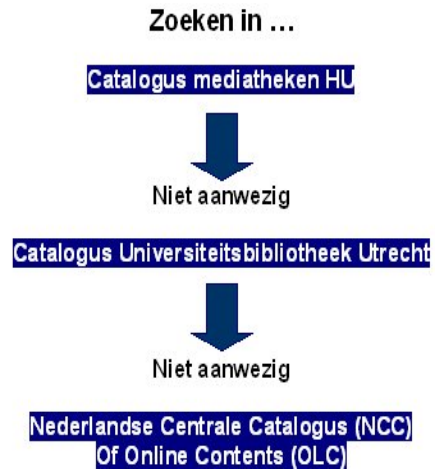 Zoeken in ...
Catalogus mediatheken HU
Niet aanwezig
Catalogus Universiteitsbibliotheek Utrecht
Niet aanwezig
Nederlandse Centrale Catalogus (NCC)
Of Online Contents (OLC)